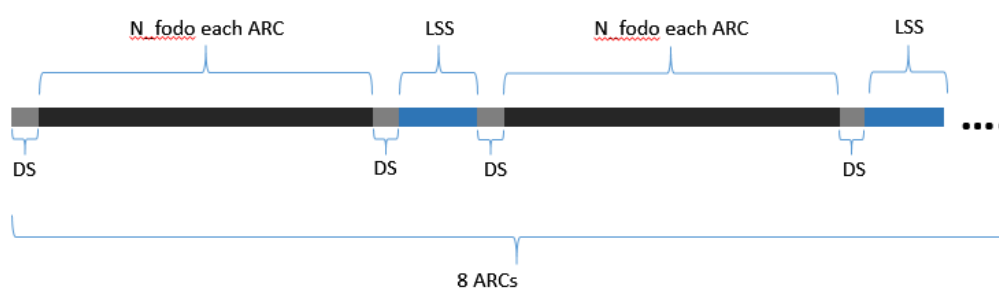 N_fodo each ARC
LSS
N_fodo each ARC
LSS
....
DS
DS
DS
DS
8 ARCs